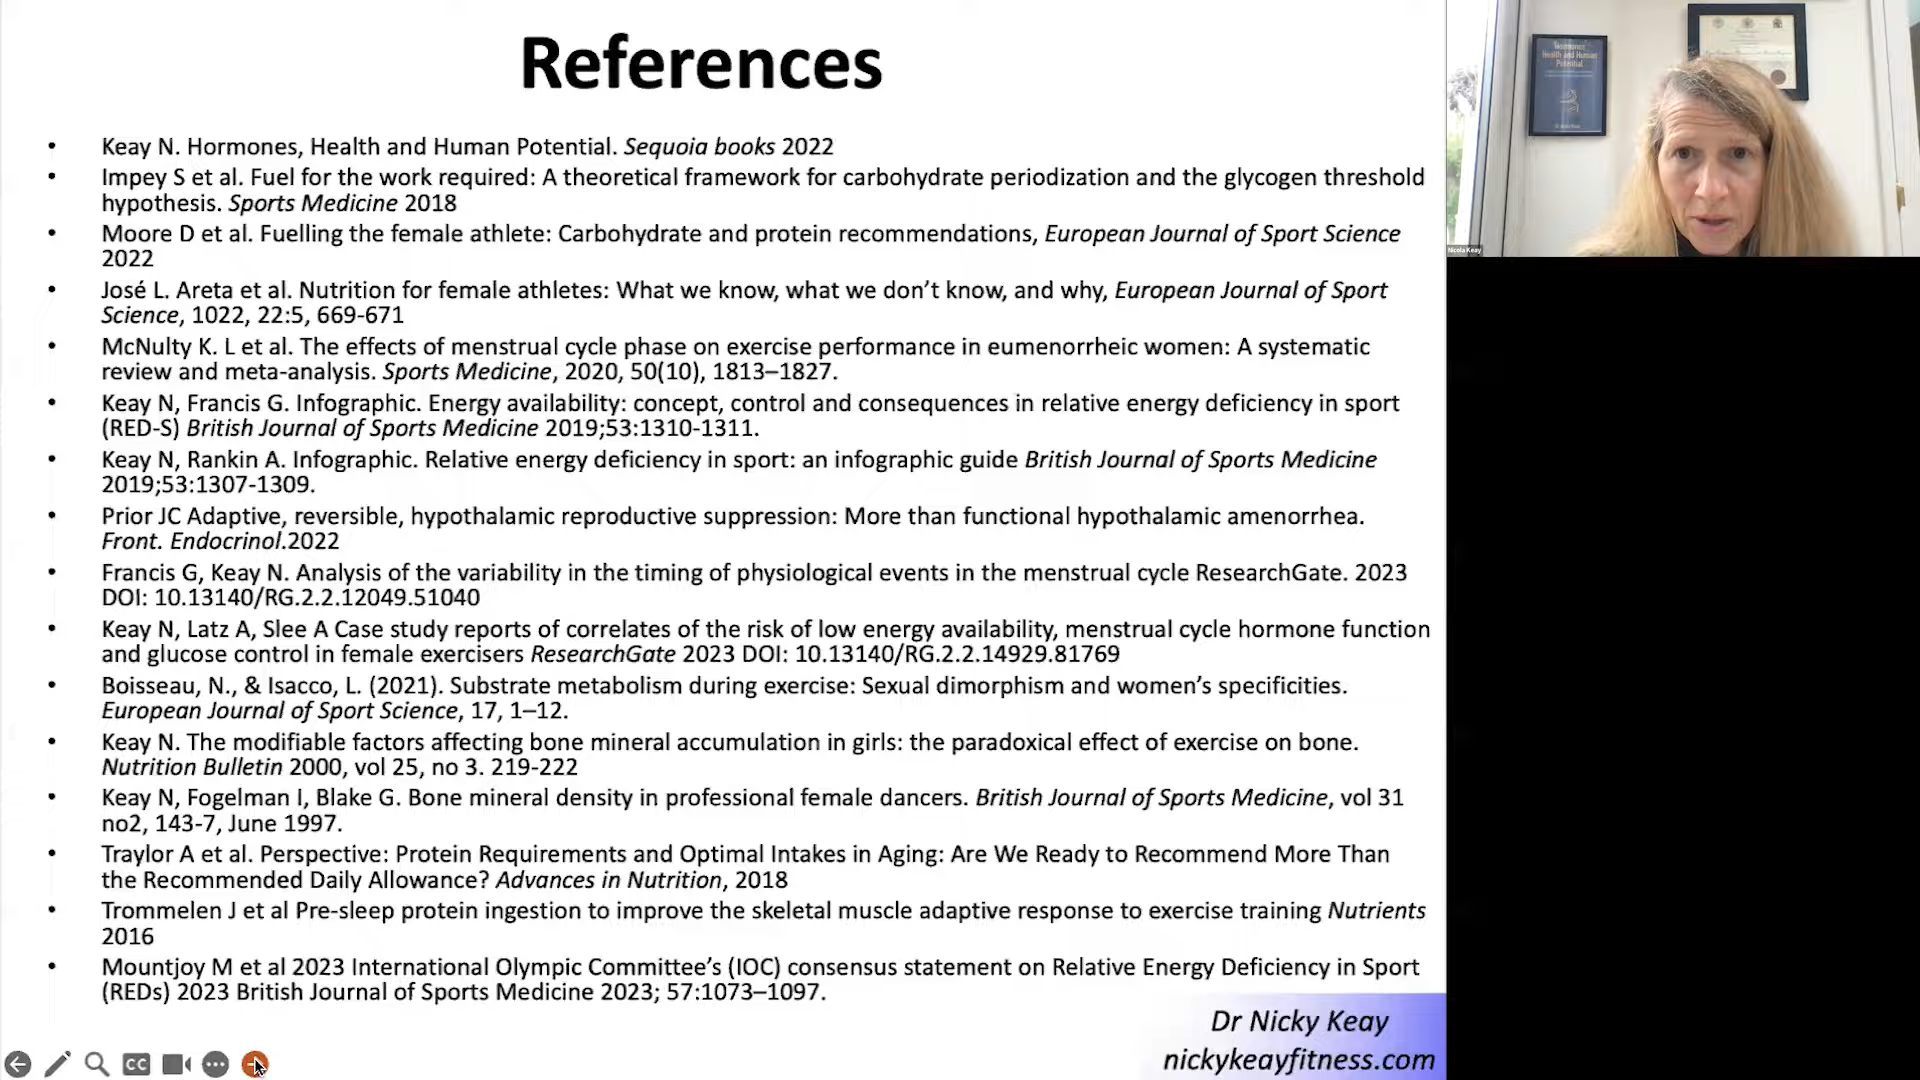 References
• Keay N. Hormones, Health and Human Potential. Sequoia books 2022
• Impey S et al. Fuel for the work required: A theoretical framework for carbohydrate periodization and the glycogen threshold
hypothesis. Sports Medicine 2018
• Moore D et al. Fuelling the female athlete: Carbohydrate and protein recommendations, European Journal of Sport Science
2022
• José L. Areta et al. Nutrition for female athletes: What we know, what we don’t know, and why, European Journal of Sport
Science, 1022, 22:5, 669-671
• McNulty K. L et al. The effects of menstrual cycle phase on exercise performance in eumenorrheic women: A systematic
review and meta-analysis. Sports Medicine, 2020, 50(10), 1813–1827.
• Keay N, Francis G. Infographic. Energy availability: concept, control and consequences in relative energy deficiency in sport
(RED-S) British Journal of Sports Medicine 2019;53:1310-1311.
• Keay N, Rankin A. Infographic. Relative energy deficiency in sport: an infographic guide British Journal of Sports Medicine
2019;53:1307-1309.
• Prior JC Adaptive, reversible, hypothalamic reproductive suppression: More than functional hypothalamic amenorrhea.
Front. Endocrinol.2022
• Francis G, Keay N. Analysis of the variability in the timing of physiological events in the menstrual cycle ResearchGate. 2023
DOI: 10.13140/RG.2.2.12049.51040
• Keay N, Latz A, Slee A Case study reports of correlates of the risk of low energy availability, menstrual cycle hormone function
and glucose control in female exercisers ResearchGate 2023 DOI: 10.13140/RG.2.2.14929.81769
• Boisseau, N., & Isacco, L. (2021). Substrate metabolism during exercise: Sexual dimorphism and women’s specificities.
European Journal of Sport Science, 17, 1–12.
• Keay N. The modifiable factors affecting bone mineral accumulation in girls: the paradoxical effect of exercise on bone.
Nutrition Bulletin 2000, vol 25, no 3. 219-222
• Keay N, Fogelman I, Blake G. Bone mineral density in professional female dancers. British Journal of Sports Medicine, vol 31
no2, 143-7, June 1997.
• Traylor A et al. Perspective: Protein Requirements and Optimal Intakes in Aging: Are We Ready to Recommend More Than
the Recommended Daily Allowance? Advances in Nutrition, 2018
• Trommelen J et al Pre-sleep protein ingestion to improve the skeletal muscle adaptive response to exercise training Nutrients
2016
• Mountjoy M et al 2023 International Olympic Committee’s (IOC) consensus statement on Relative Energy Deficiency in Sport
(REDs) 2023 British Journal of Sports Medicine 2023; 57:1073–1097.
Dr Nicky Keay
nickykeayfitness.com
CC
Hormones,
Health and Human
Potential
Nicola Keay